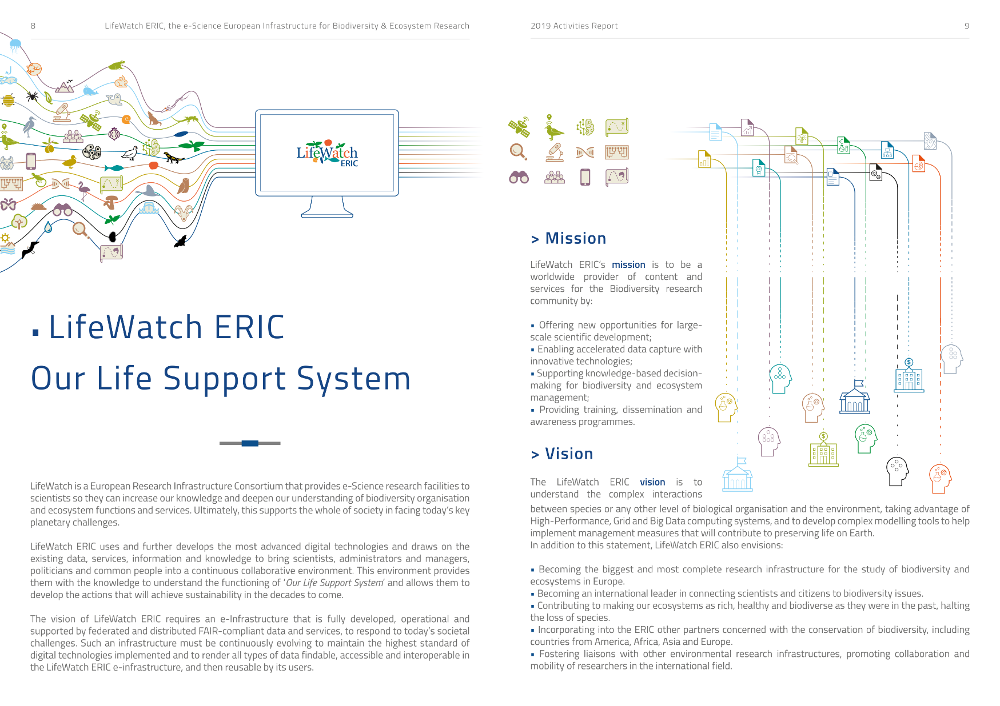 8
LifeWatch ERIC, the e-Science European Infrastructure for Biodiversity & Ecosystem Research
LifeWatch
ERIC
▪ LifeWatch ERIC
Our Life Support System
LifeWatch is a European Research Infrastructure Consortium that provides e-Science research facilities to
scientists so they can increase our knowledge and deepen our understanding of biodiversity organisation
and ecosystem functions and services. Ultimately, this supports the whole of society in facing today's key
planetary challenges.
LifeWatch ERIC uses and further develops the most advanced digital technologies and draws on the
existing data, services, information and knowledge to bring scientists, administrators and managers,
politicians and common people into a continuous collaborative environment. This environment provides
them with the knowledge to understand the functioning of 'Our Life Support System' and allows them to
develop the actions that will achieve sustainability in the decades to come.
The vision of LifeWatch ERIC requires an e-Infrastructure that is fully developed, operational and
supported by federated and distributed FAIR-compliant data and services, to respond to today's societal
challenges. Such an infrastructure must be continuously evolving to maintain the highest standard of
digital technologies implemented and to render all types of data findable, accessible and interoperable in
the LifeWatch ERIC e-infrastructure, and then reusable by its users.
2019 Activities Report
9
> Mission
LifeWatch ERIC's mission is to be a
worldwide provider of content and
services for the Biodiversity research
community by:
▪ Offering new opportunities for large-
scale scientific development;
▪ Enabling accelerated data capture with
innovative technologies;
▪ Supporting knowledge-based decision-
making for biodiversity and ecosystem
management;
▪ Providing training, dissemination and
awareness programmes.
> Vision
The LifeWatch ERIC vision is to
understand the complex interactions
between species or any other level of biological organisation and the environment, taking advantage of
High-Performance, Grid and Big Data computing systems, and to develop complex modelling tools to help
implement management measures that will contribute to preserving life on Earth.
In addition to this statement, LifeWatch ERIC also envisions:
▪ Becoming the biggest and most complete research infrastructure for the study of biodiversity and
ecosystems in Europe.
▪ Becoming an international leader in connecting scientists and citizens to biodiversity issues.
▪ Contributing to making our ecosystems as rich, healthy and biodiverse as they were in the past, halting
the loss of species.
▪ Incorporating into the ERIC other partners concerned with the conservation of biodiversity, including
countries from America, Africa, Asia and Europe.
▪ Fostering liaisons with other environmental research infrastructures, promoting collaboration and
mobility of researchers in the international field.
$
$